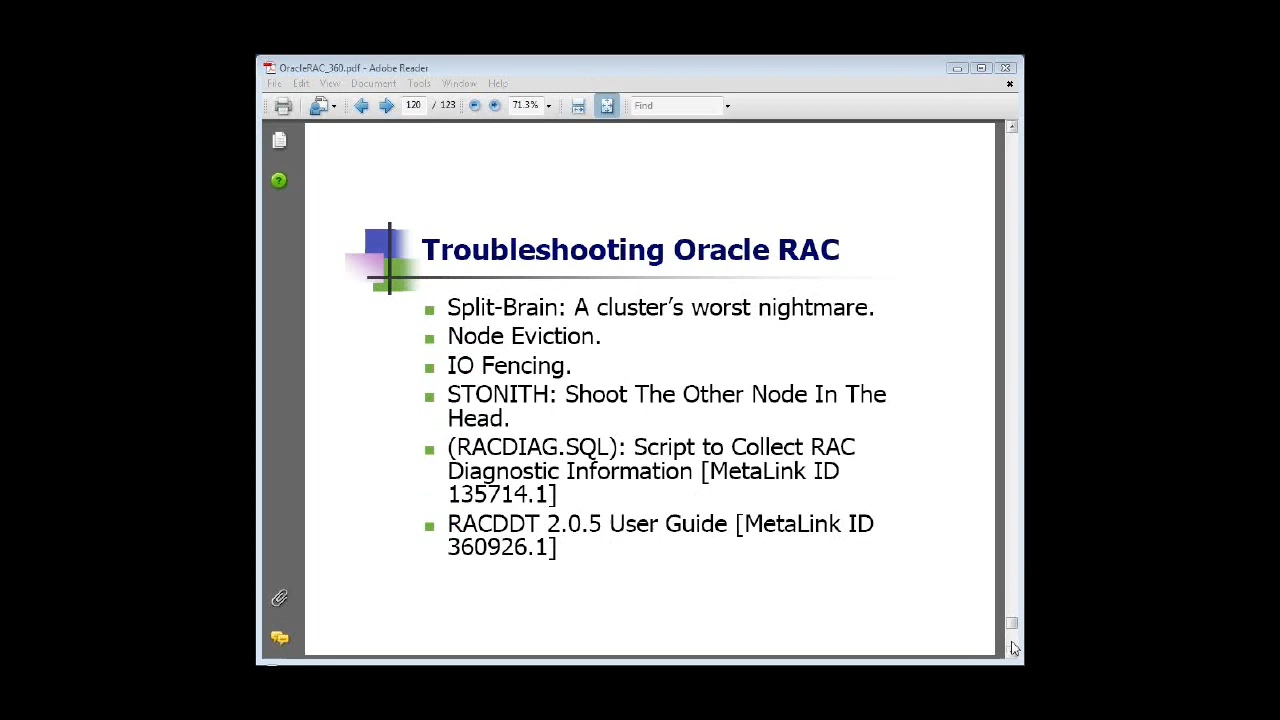 OracleRAC_360.pdf - Adobe Reader
File Edit View Document Tools Window Help
120 / 123 71.3% Find
Troubleshooting Oracle RAC
Split-Brain: A cluster's worst nightmare.
Node Eviction.
IO Fencing.
STONITH: Shoot The Other Node In The
Head.
(RACDIAG.SQL): Script to Collect RAC
Diagnostic Information [MetaLink ID
135714.1]
RACDDT 2.0.5 User Guide [MetaLink ID
360926.1]